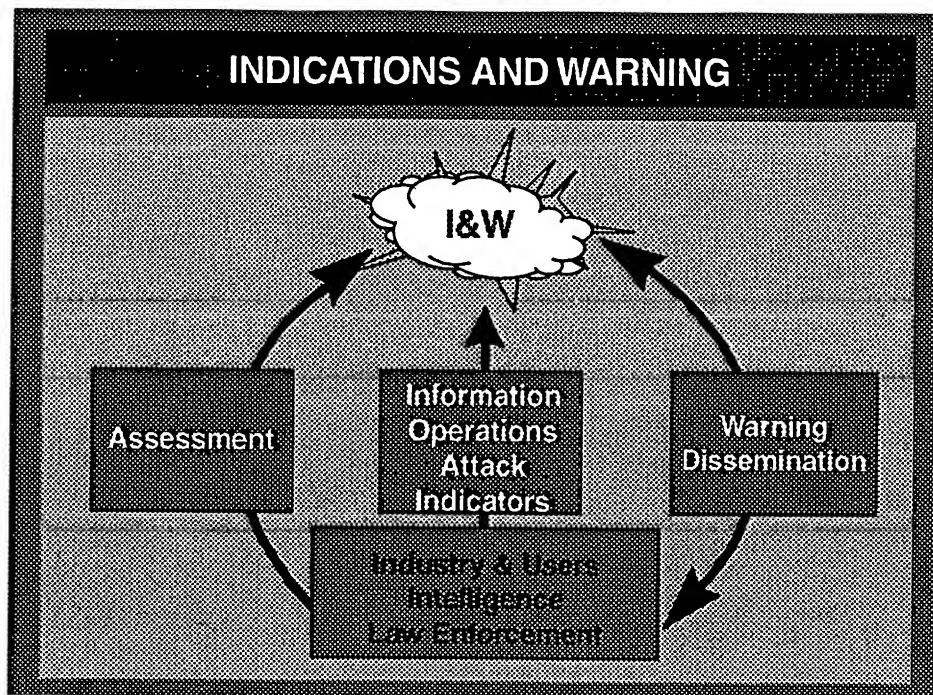 INDICATIONS AND WARNING
I&W
Assessment
Information
Operations
Attack
Indicators
Warning
Dissemination
Industry & Users
Intelligence
Law Enforcement